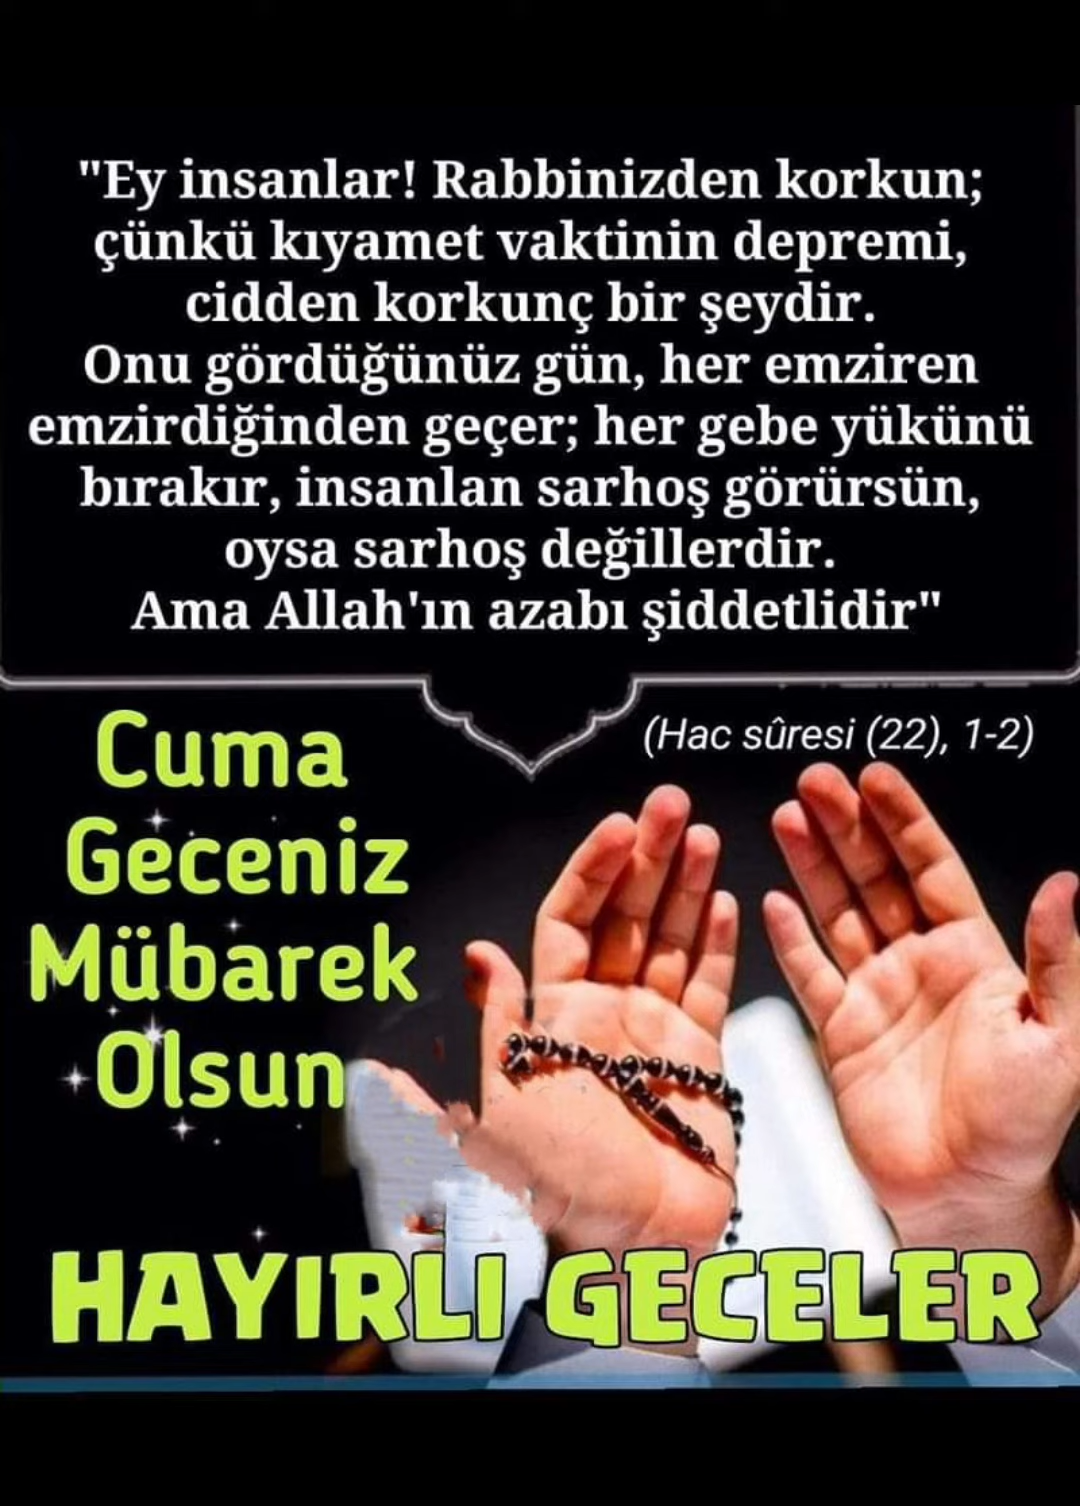 "Ey insanlar! Rabbinizden korkun;
çünkü kıyamet vaktinin depremi,
cidden korkunç bir şeydir.
Onu gördüğünüz gün, her emziren
emzirdiğinden geçer; her gebe yükünü
bırakır, insanlan sarhoş görürsün,
oysa sarhoş değillerdir.
Ama Allah'ın azabı şiddetlidir"
(Hac sûresi (22), 1-2)
Cuma
Geceniz
Mübarek
Olsun
HAYIRLI GECELER